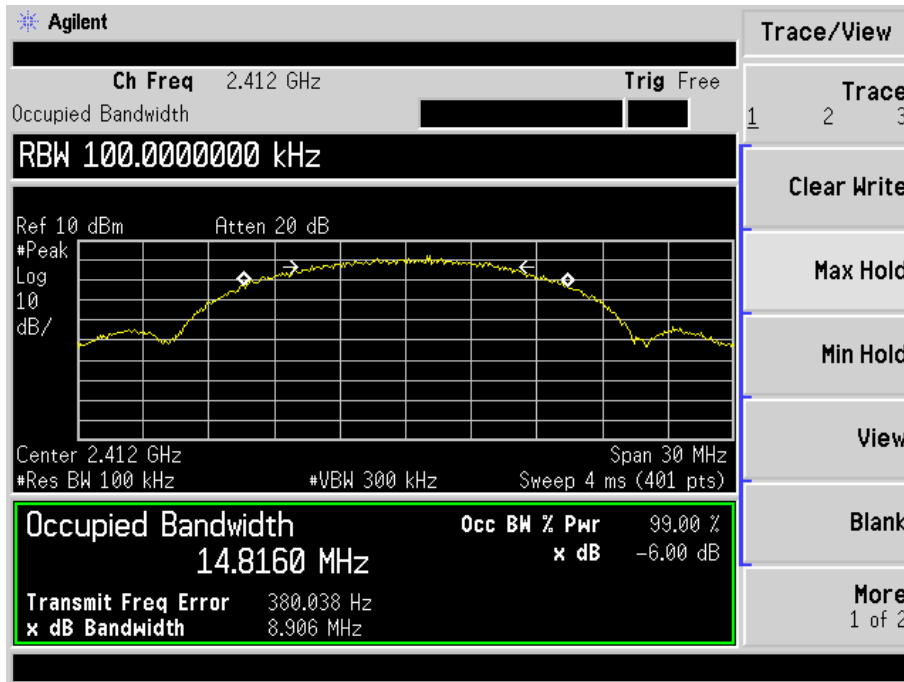 Agilent
Trace/View
Ch Freq 2.412 GHz Trig Free
Occupied Bandwidth
RBW 100.0000000 kHz
Ref 10 dBm Atten 20 dB
#Peak
Log
10
dB/
Center 2.412 GHz Span 30 MHz
#Res BW 100 kHz #VBW 300 kHz Sweep 4 ms (401 pts)
Occupied Bandwidth
14.8160 MHz
Occ BW % Pwr 99.00 %
x dB -6.00 dB
Transmit Freq Error 380.038 Hz
x dB Bandwidth 8.906 MHz
Trace
1 2 3
Clear Write
Max Hold
Min Hold
View
Blank
More
1 of 2